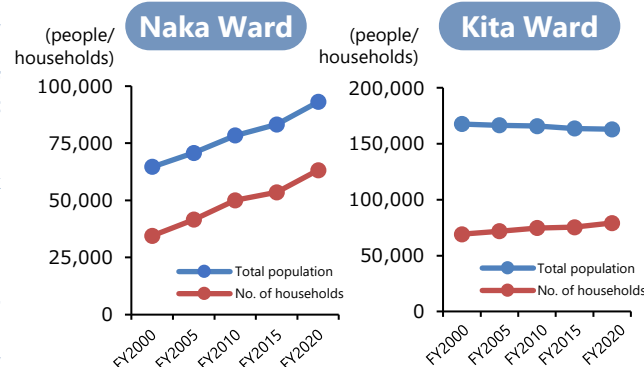 Naka Ward
(people/
households)
100,000
75,000
50,000
25,000
0
Total population
No. of households
FY2000
FY2005
FY2010
FY2015
FY2020
Kita Ward
(people/
households)
200,000
150,000
100,000
50,000
0
Total population
No. of households
FY2000
FY2005
FY2010
FY2015
FY2020